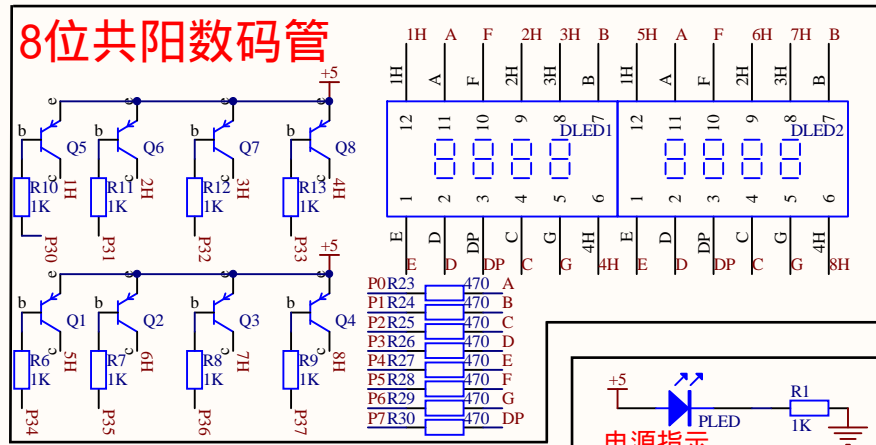 8位共阳数码管
1H A F 2H 3H B 5H A F 6H 7H B
1H A F 2H 3H B 1H A F 2H 3H B
12 11 10 9 8 7 12 11 10 9 8 7
DLED1 DLED2
1 2 3 4 5 6 1 2 3 4 5 6
E D DP C G 4H E D DP C G 4H
E D DP C G 4H E D DP C G 8H
+5
e e e e
b Q5 b Q6 b Q7 b Q8
c c c c
1H 2H 3H 4H
R10 R11 R12 R13
1K 1K 1K 1K
P30 P31 P32 P33
+5
e e e e
b Q1 b Q2 b Q3 b Q4
c c c c
5H 6H 7H 8H
R6 R7 R8 R9
1K 1K 1K 1K
P34 P35 P36 P37
P0 R23 470 A
P1 R24 470 B
P2 R25 470 C
P3 R26 470 D
P4 R27 470 E
P5 R28 470 F
P6 R29 470 G
P7 R30 470 DP
+5 PLED R1
1K
电源指示